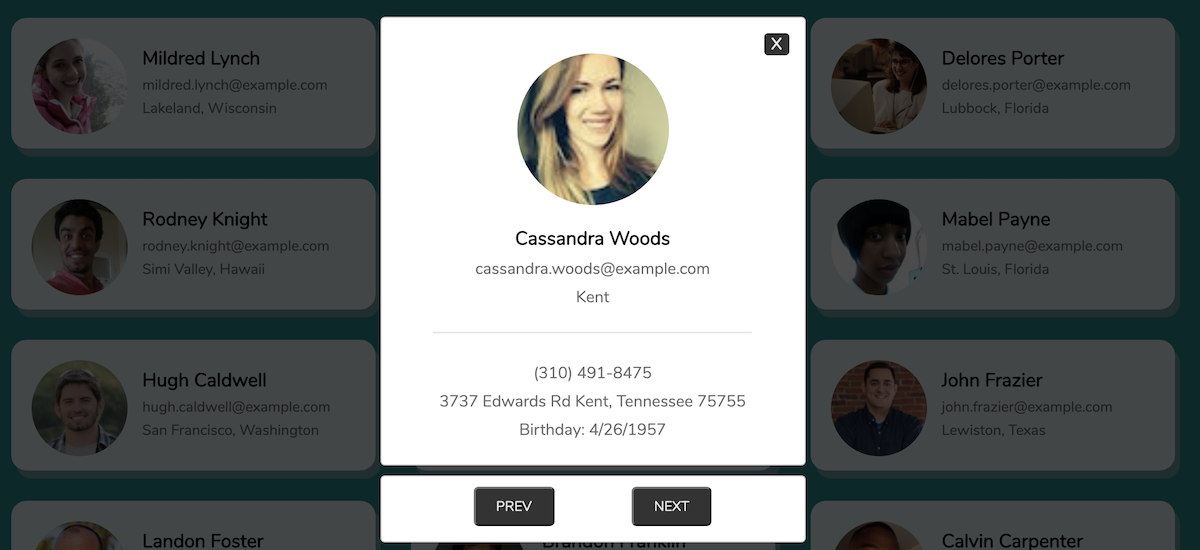 Mildred Lynch
mildred.lynch@example.com
Lakeland, Wisconsin
Rodney Knight
rodney.knight@example.com
Simi Valley, Hawaii
Hugh Caldwell
hugh.caldwell@example.com
San Francisco, Washington
Landon Foster
X
Cassandra Woods
cassandra.woods@example.com
Kent
(310) 491-8475
3737 Edwards Rd Kent, Tennessee 75755
Birthday: 4/26/1957
PREV
NEXT
Brandon Franklin
Delores Porter
delores.porter@example.com
Lubbock, Florida
Mabel Payne
mabel.payne@example.com
St. Louis, Florida
John Frazier
john.frazier@example.com
Lewiston, Texas
Calvin Carpenter